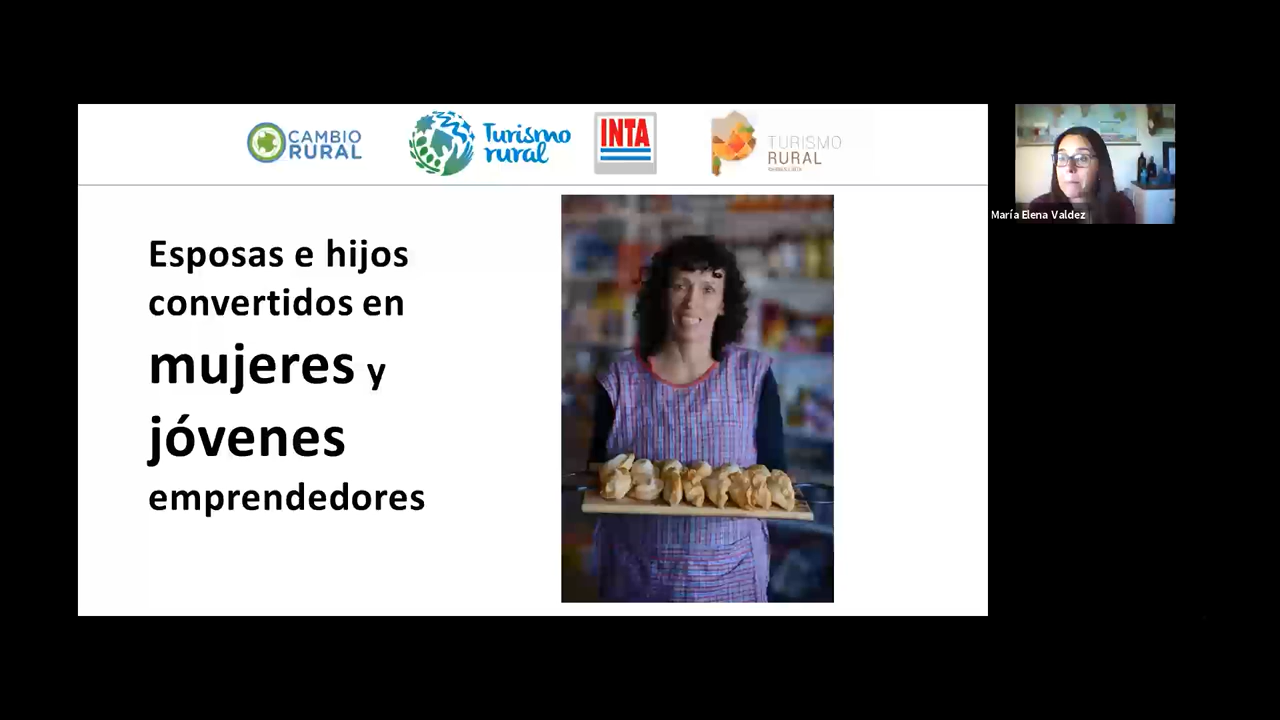 CAMBIO
RURAL
Turismo
rural
INTA
TURISMO
RURAL
María Elena Valdez
Esposas e hijos
convertidos en
mujeres y
jóvenes
emprendedores